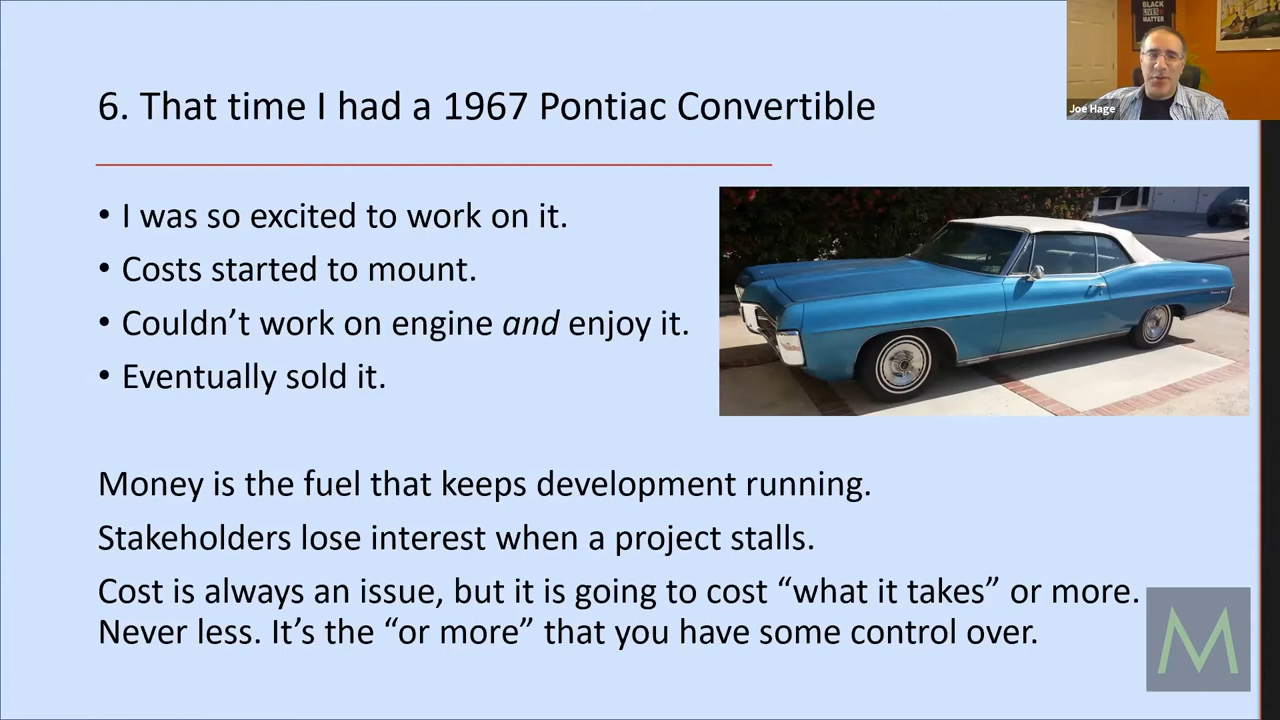 BLACK
LIVES
MATTER
Joe Hage
6. That time I had a 1967 Pontiac Convertible
• I was so excited to work on it.
• Costs started to mount.
• Couldn’t work on engine and enjoy it.
• Eventually sold it.
Money is the fuel that keeps development running.
Stakeholders lose interest when a project stalls.
Cost is always an issue, but it is going to cost “what it takes” or more.
Never less. It’s the “or more” that you have some control over.
M